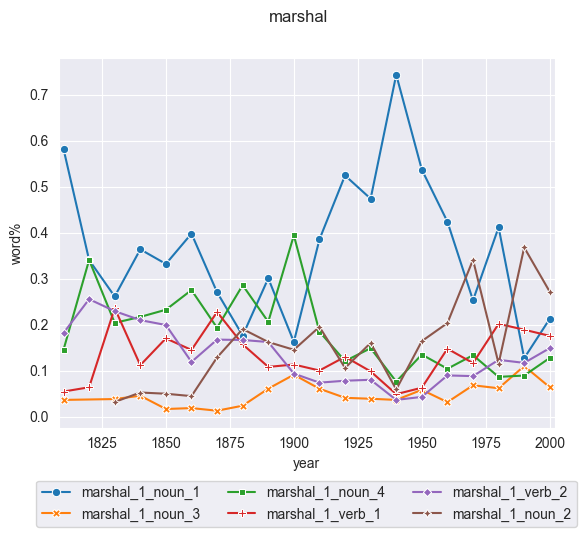 marshal
word%
0.7
0.6
0.5
0.4
0.3
0.2
0.1
0.0
1825 1850 1875 1900 1925 1950 1975 2000
year
marshal_1_noun_1 marshal_1_noun_4 marshal_1_verb_2
marshal_1_noun_3 marshal_1_verb_1 marshal_1_noun_2